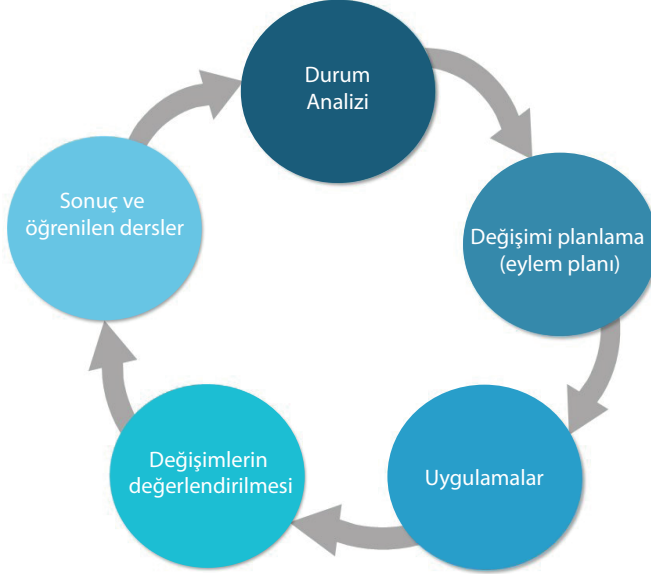 Durum
Analizi
Değişimi planlama
(eylem planı)
Uygulamalar
Değişimlerin
değerlendirilmesi
Sonuç ve
öğrenilen dersler